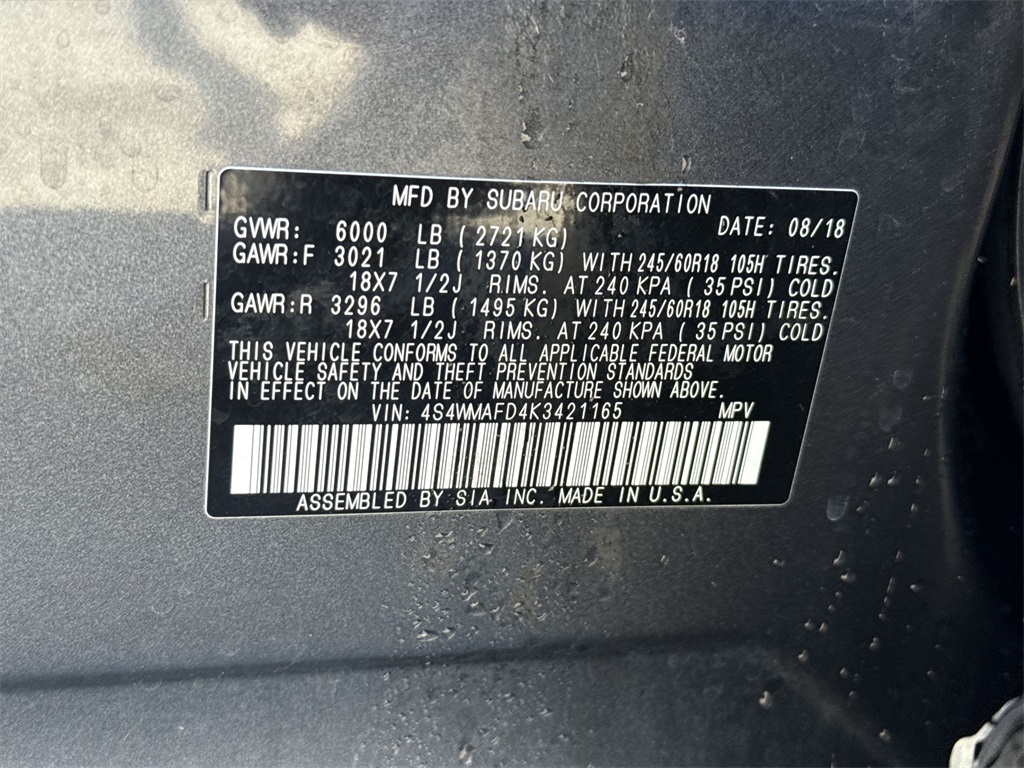 MFD BY SUBARU CORPORATION
GVWR: 6000 LB ( 2721 KG) DATE: 08/18
GAWR:F 3021 LB ( 1370 KG) WITH 245/60R18 105H TIRES.
18X7 1/2J RIMS. AT 240 KPA ( 35 PSI) COLD
GAWR:R 3296 LB ( 1495 KG) WITH 245/60R18 105H TIRES.
18X7 1/2J RIMS. AT 240 KPA ( 35 PSI) COLD
THIS VEHICLE CONFORMS TO ALL APPLICABLE FEDERAL MOTOR
VEHICLE SAFETY AND THEFT PREVENTION STANDARDS
IN EFFECT ON THE DATE OF MANUFACTURE SHOWN ABOVE.
VIN: 4S4WMAFD4K3421165 MPV
ASSEMBLED BY SIA INC. MADE IN U.S.A.